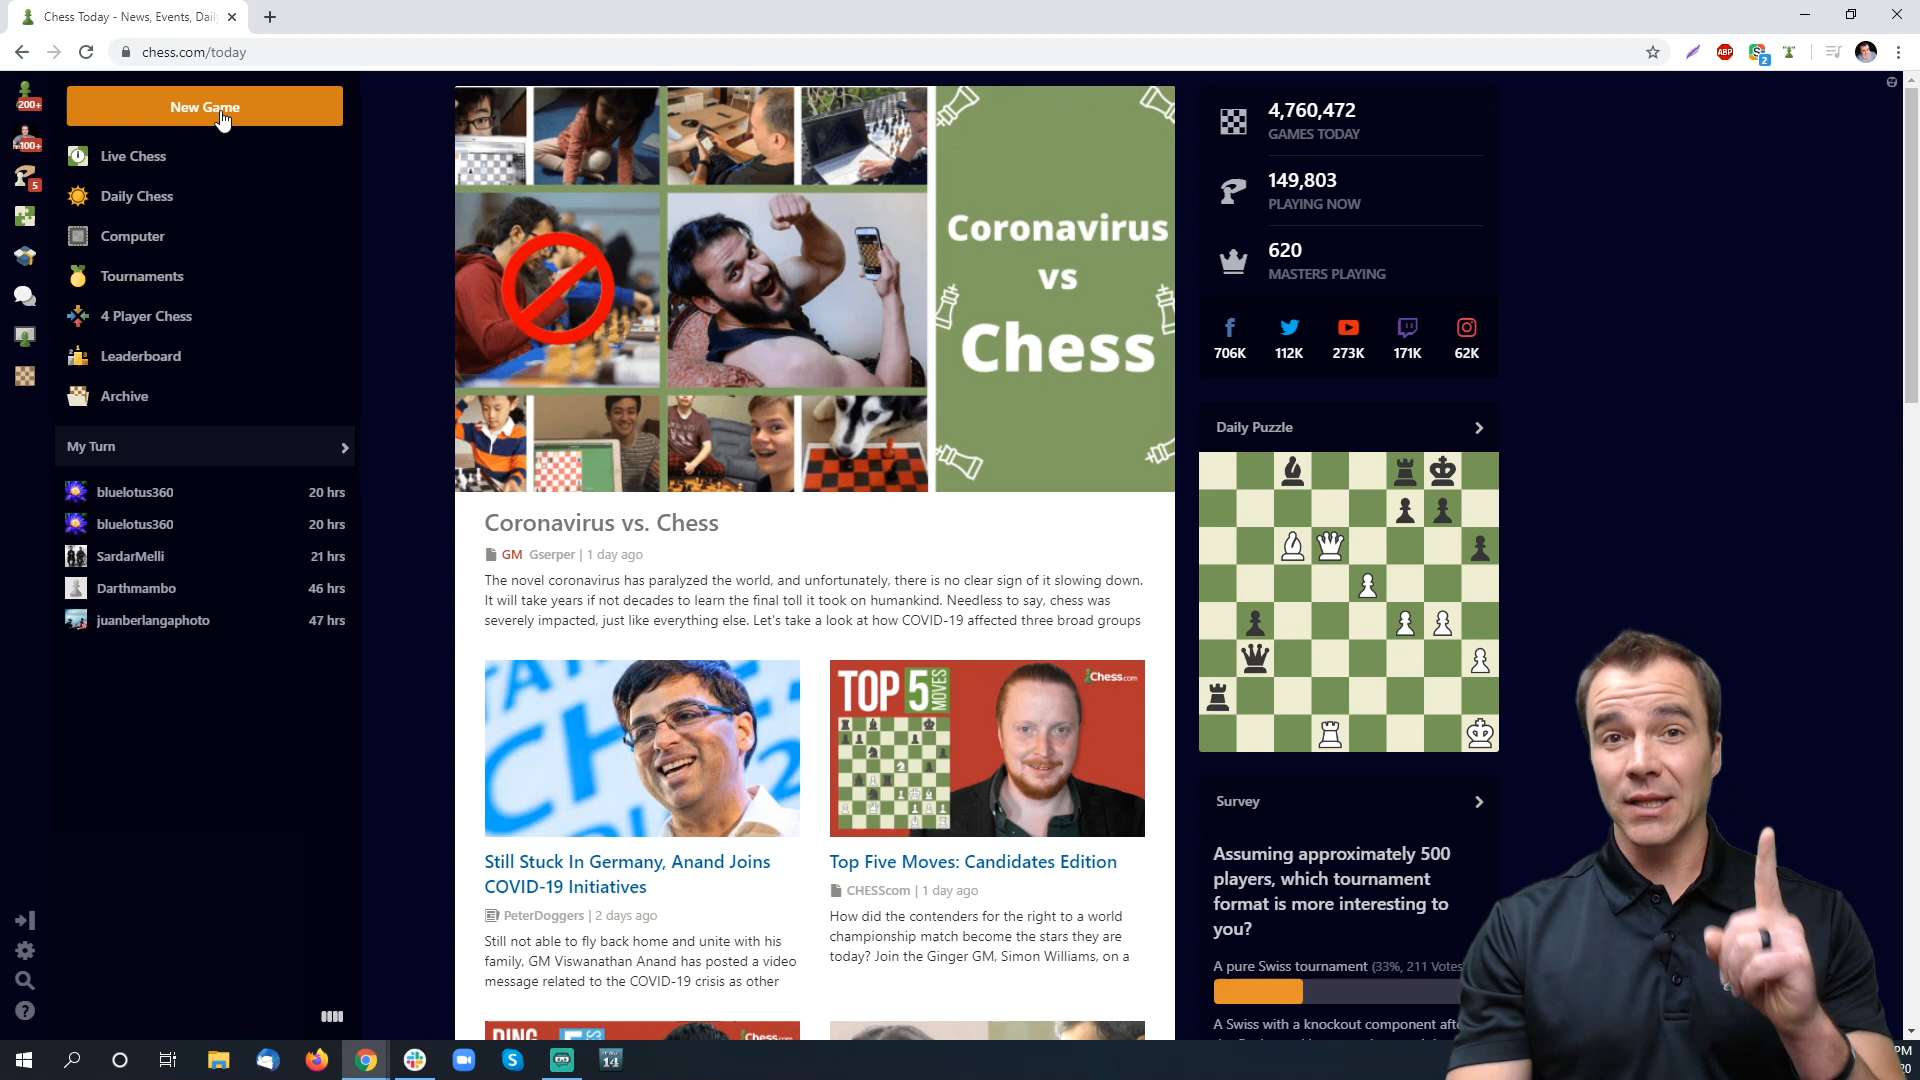 Chess Today - News, Events, Dail
chess.com/today
ABP
2
200+
New Game
100+
5
Live Chess
Daily Chess
Computer
Tournaments
4 Player Chess
Leaderboard
Archive
My Turn
bluelotus360 20 hrs
bluelotus360 20 hrs
SardarMelli 21 hrs
Darthmambo 46 hrs
juanberlangaphoto 47 hrs
Coronavirus
vs
Chess
Coronavirus vs. Chess
GM Gserper | 1 day ago
The novel coronavirus has paralyzed the world, and unfortunately, there is no clear sign of it slowing down.
It will take years if not decades to learn the final toll it took on humankind. Needless to say, chess was
severely impacted, just like everything else. Let's take a look at how COVID-19 affected three broad groups
Still Stuck In Germany, Anand Joins
COVID-19 Initiatives
PeterDoggers | 2 days ago
Still not able to fly back home and unite with his
family, GM Viswanathan Anand has posted a video
message related to the COVID-19 crisis as other
TOP 5
MOVES
Chess.com
Top Five Moves: Candidates Edition
CHESScom | 1 day ago
How did the contenders for the right to a world
championship match become the stars they are
today? Join the Ginger GM, Simon Williams, on a
Chess.com
4,760,472
GAMES TODAY
149,803
PLAYING NOW
620
MASTERS PLAYING
706K 112K 273K 171K 62K
Daily Puzzle
Survey
Assuming approximately 500
players, which tournament
format is more interesting to
you?
A pure Swiss tournament (33%, 211 Votes
A Swiss with a knockout component afte
14
PM
20